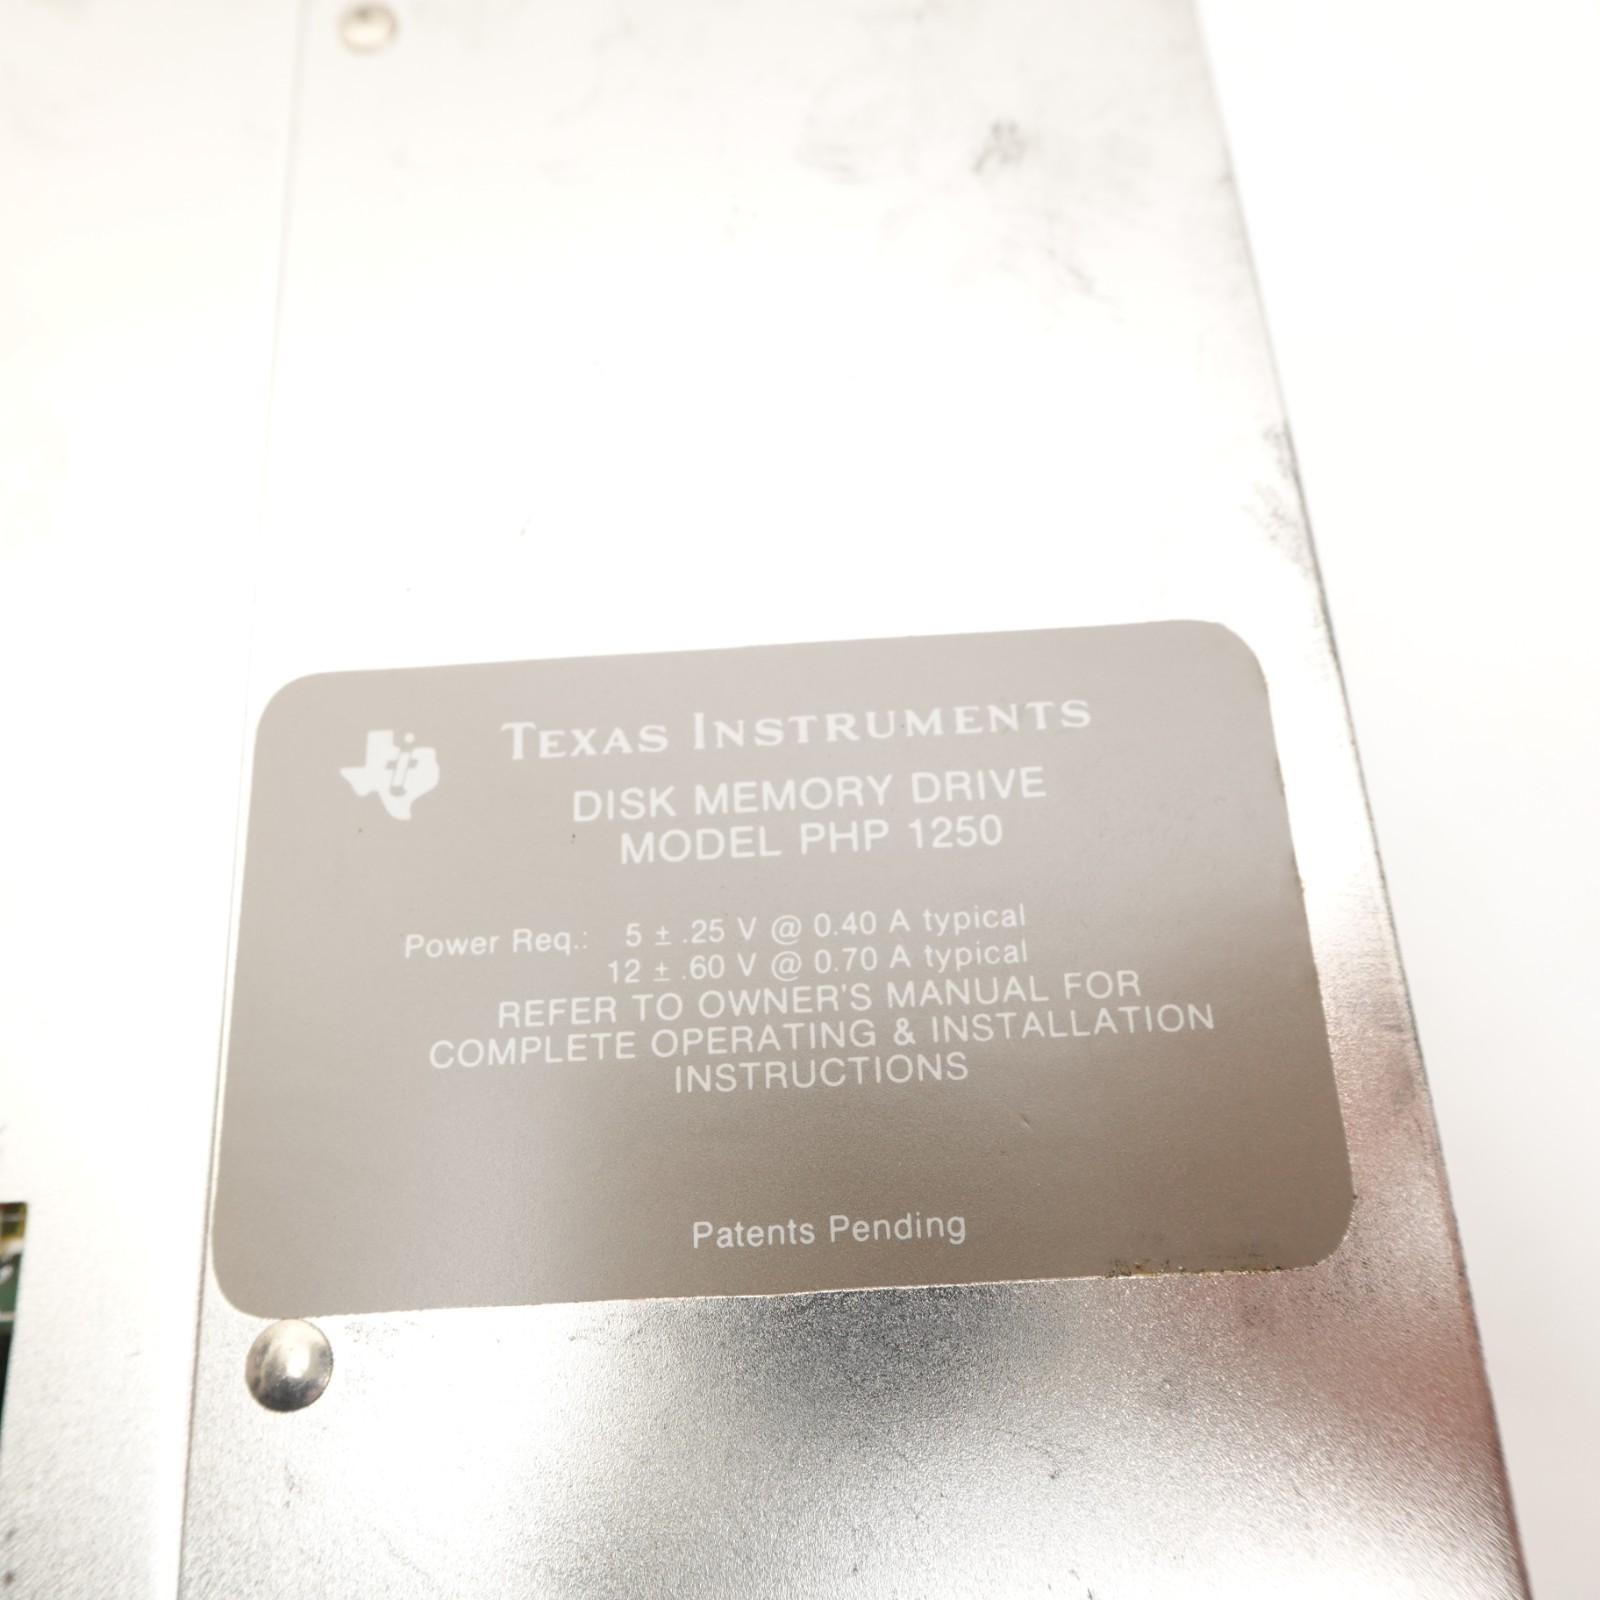 TEXAS INSTRUMENTS
DISK MEMORY DRIVE
MODEL PHP 1250
Power Req.: 5 ± .25 V @ 0.40 A typical
12 ± .60 V @ 0.70 A typical
REFER TO OWNER'S MANUAL FOR
COMPLETE OPERATING & INSTALLATION
INSTRUCTIONS
Patents Pending